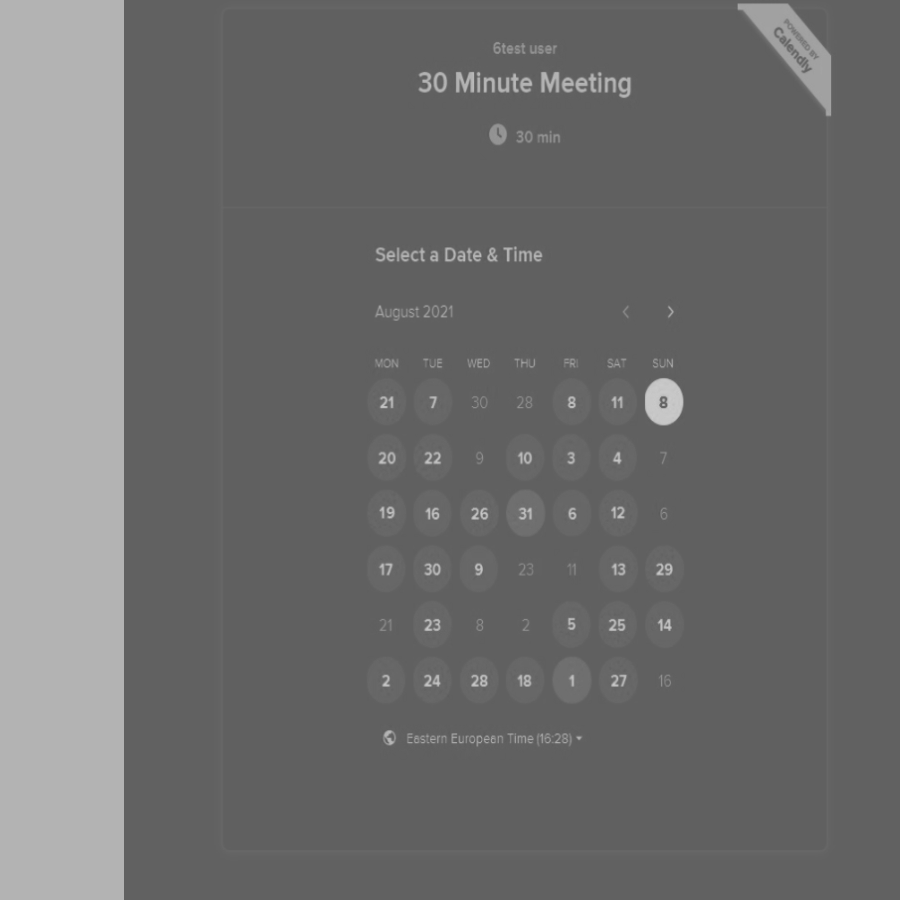 POWERED BY
Calendly
6test user
30 Minute Meeting
30 min
Select a Date & Time
August 2021
MON TUE WED THU FRI SAT SUN
21 7 30 28 8 11 8
20 22 9 10 3 4 7
19 16 26 31 6 12 6
17 30 9 23 11 13 29
21 23 8 2 5 25 14
2 24 28 18 1 27 16
Eastern European Time (16:28)